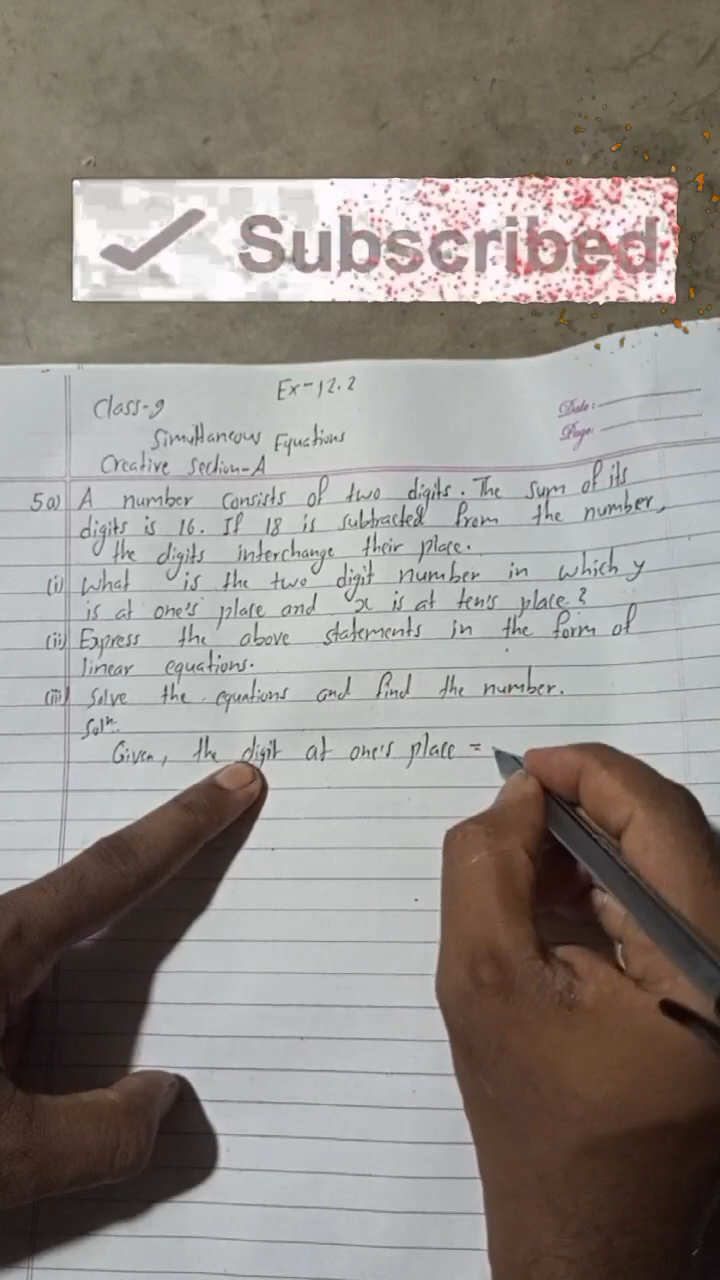 ✓ Subscribed
Ex-12.2
Class-9
Date:
Page:
Simultaneous Equations
Creative Section-A
5a) A number consists of two digits. The sum of its
digits is 16. If 18 is subtracted from the number,
the digits interchange their place.
(i) What is the two digit number in which y
is at one's place and x is at ten's place?
(ii) Express the above statements in the form of
linear equations.
(iii) Solve the equations and find the number.
Solⁿ:
Given, the digit at one's place =